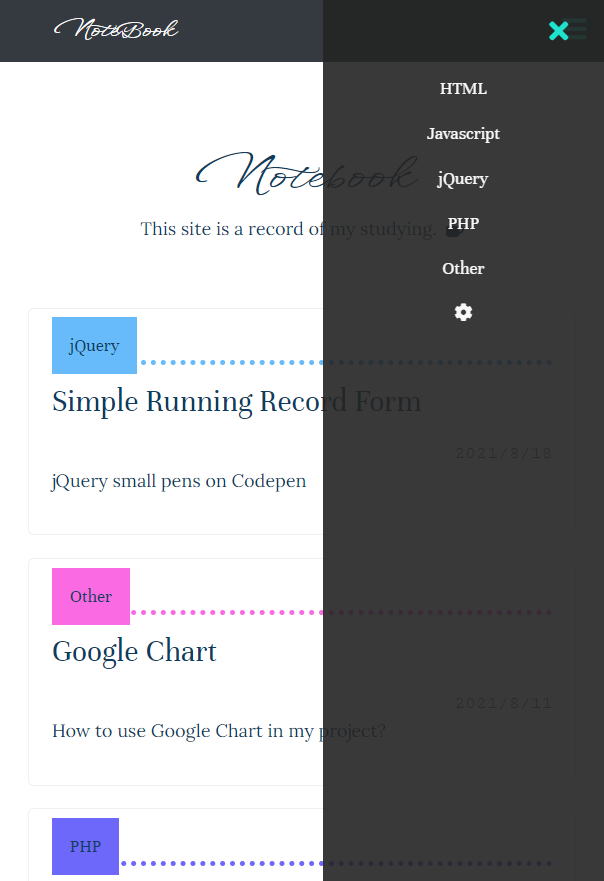 NoteBook
HTML
Javascript
jQuery
PHP
Other
Notebook
This site is a record of my studying.
jQuery
Simple Running Record Form
2021/8/18
jQuery small pens on Codepen
Other
Google Chart
2021/8/11
How to use Google Chart in my project?
PHP